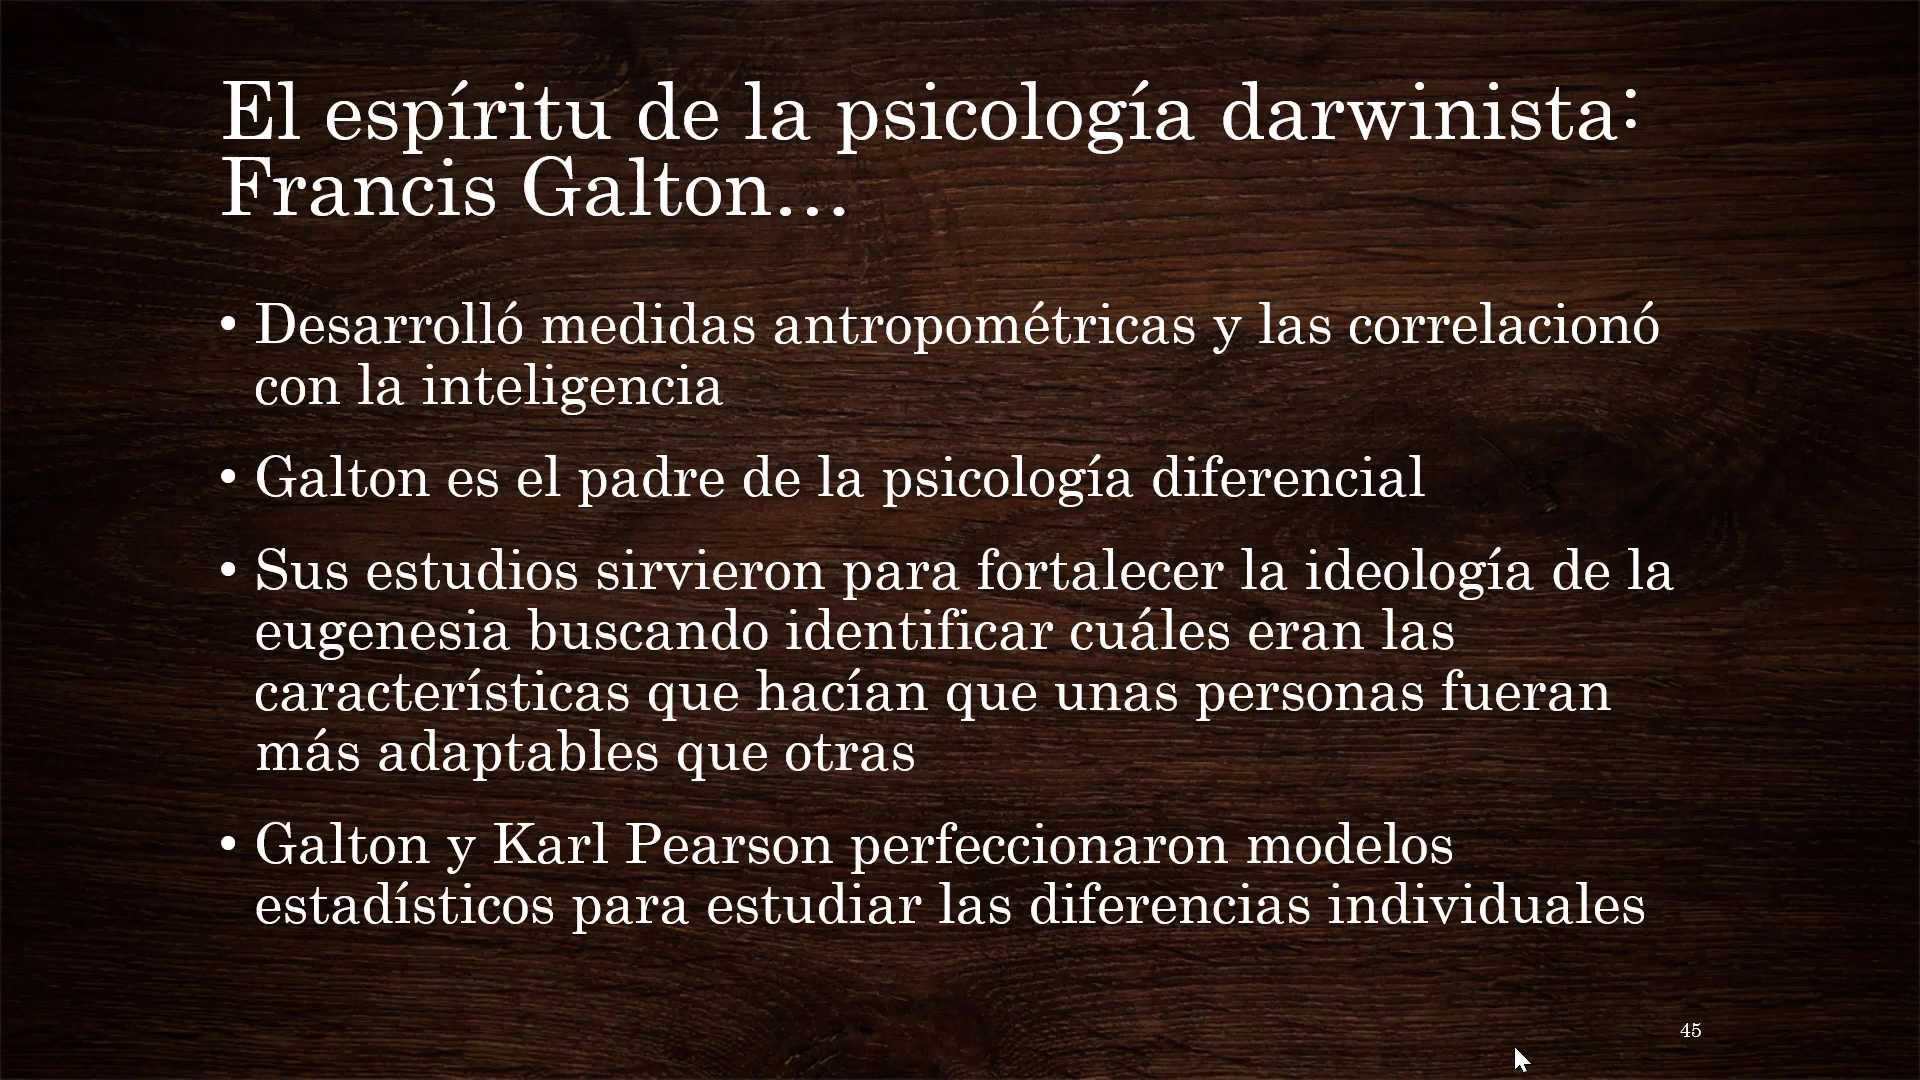 El espíritu de la psicología darwinista:
Francis Galton…
• Desarrolló medidas antropométricas y las correlacionó
con la inteligencia
• Galton es el padre de la psicología diferencial
• Sus estudios sirvieron para fortalecer la ideología de la
eugenesia buscando identificar cuáles eran las
características que hacían que unas personas fueran
más adaptables que otras
• Galton y Karl Pearson perfeccionaron modelos
estadísticos para estudiar las diferencias individuales
45